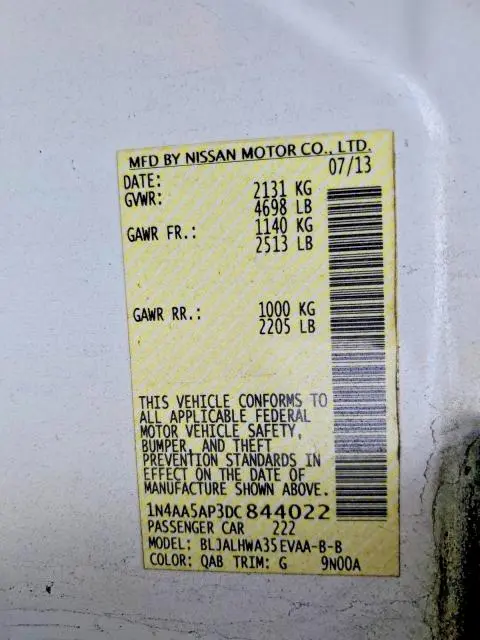 MFD BY NISSAN MOTOR CO., LTD.
DATE: 07/13
GVWR: 2131 KG
4698 LB
GAWR FR.: 1140 KG
2513 LB
GAWR RR.: 1000 KG
2205 LB
THIS VEHICLE CONFORMS TO
ALL APPLICABLE FEDERAL
MOTOR VEHICLE SAFETY,
BUMPER, AND THEFT
PREVENTION STANDARDS IN
EFFECT ON THE DATE OF
MANUFACTURE SHOWN ABOVE.
1N4AA5AP3DC844022
PASSENGER CAR 222
MODEL: BLJALHWA35EVAA-B-B
COLOR: QAB TRIM: G 9N00A